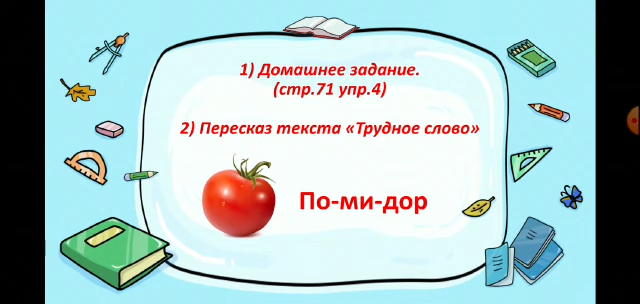 1) Домашнее задание.
(стр.71 упр.4)
2) Пересказ текста «Трудное слово»
По-ми-дор